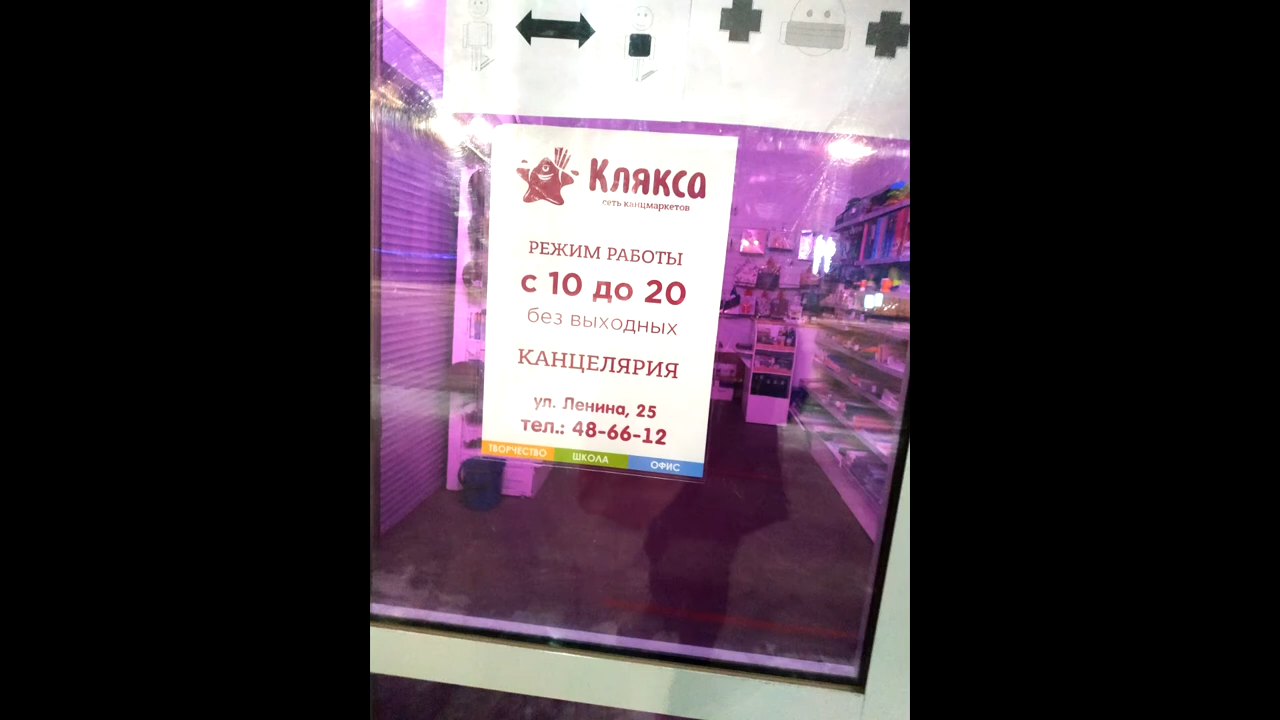 Клякса
сеть канцмаркетов
РЕЖИМ РАБОТЫ
с 10 до 20
без выходных
КАНЦЕЛЯРИЯ
ул. Ленина, 25
тел.: 48-66-12
ТВОРЧЕСТВО ШКОЛА ОФИС